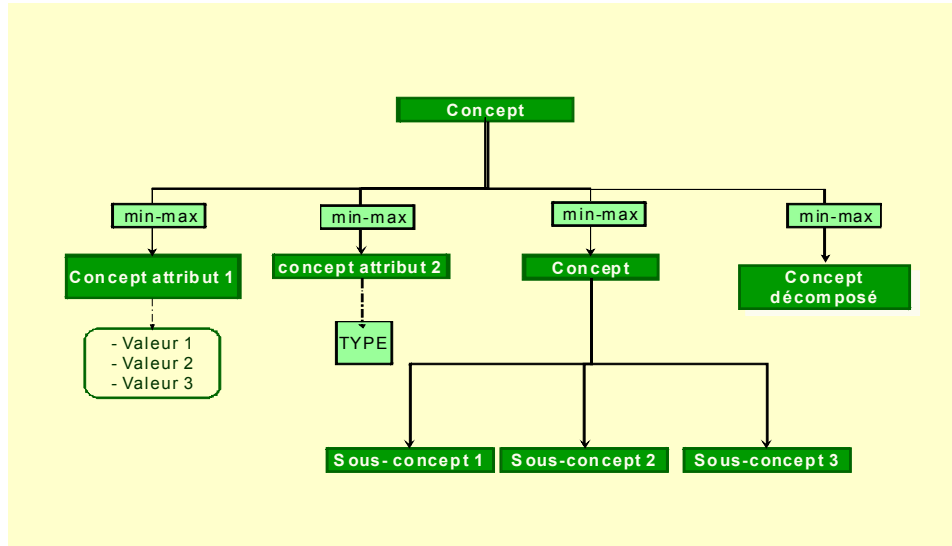 Concept
min-max
min-max
min-max
min-max
Concept attribut 1
concept attribut 2
Concept
Concept
décomposé
- Valeur 1
- Valeur 2
- Valeur 3
TYPE
Sous- concept 1
Sous-concept 2
Sous-concept 3